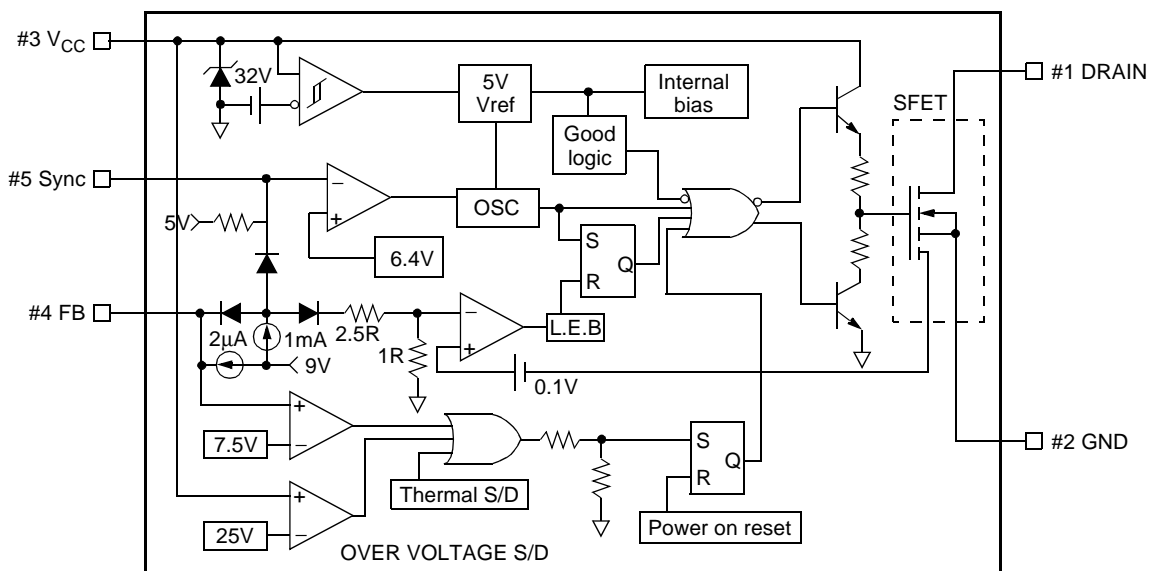 #3 VCC
32V
5V
Vref
Internal
bias
#1 DRAIN
SFET
Good
logic
#5 Sync
5V
6.4V
OSC
S
R
Q
#4 FB
2μA
1mA
9V
2.5R
1R
L.E.B
0.1V
7.5V
25V
Thermal S/D
S
R
Q
Power on reset
#2 GND
OVER VOLTAGE S/D